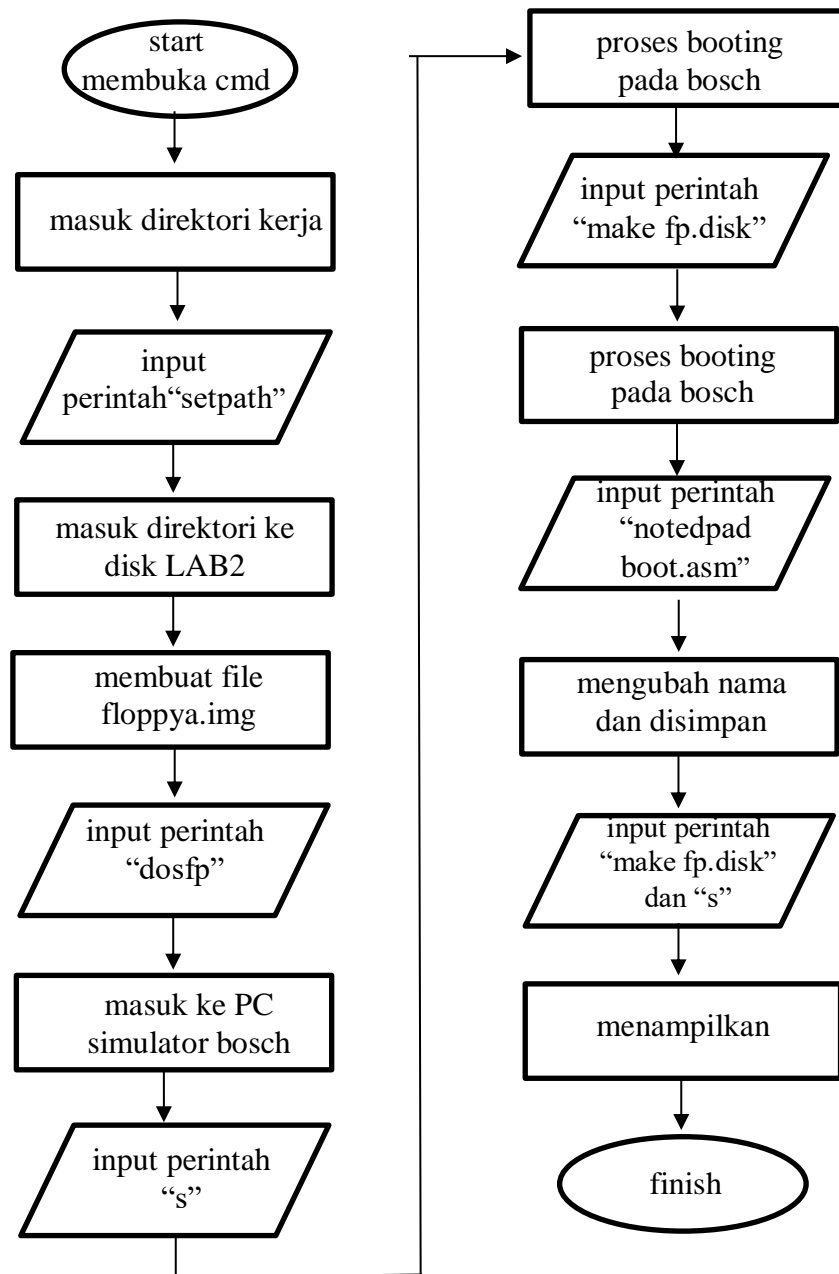 start
membuka cmd
masuk direktori kerja
input
perintah“setpath”
masuk direktori ke
disk LAB2
membuat file
floppya.img
input perintah
“dosfp”
masuk ke PC
simulator bosch
input perintah
“s”
proses booting
pada bosch
input perintah
“make fp.disk”
proses booting
pada bosch
input perintah
“notedpad
boot.asm”
mengubah nama
dan disimpan
input perintah
“make fp.disk”
dan “s”
menampilkan
finish